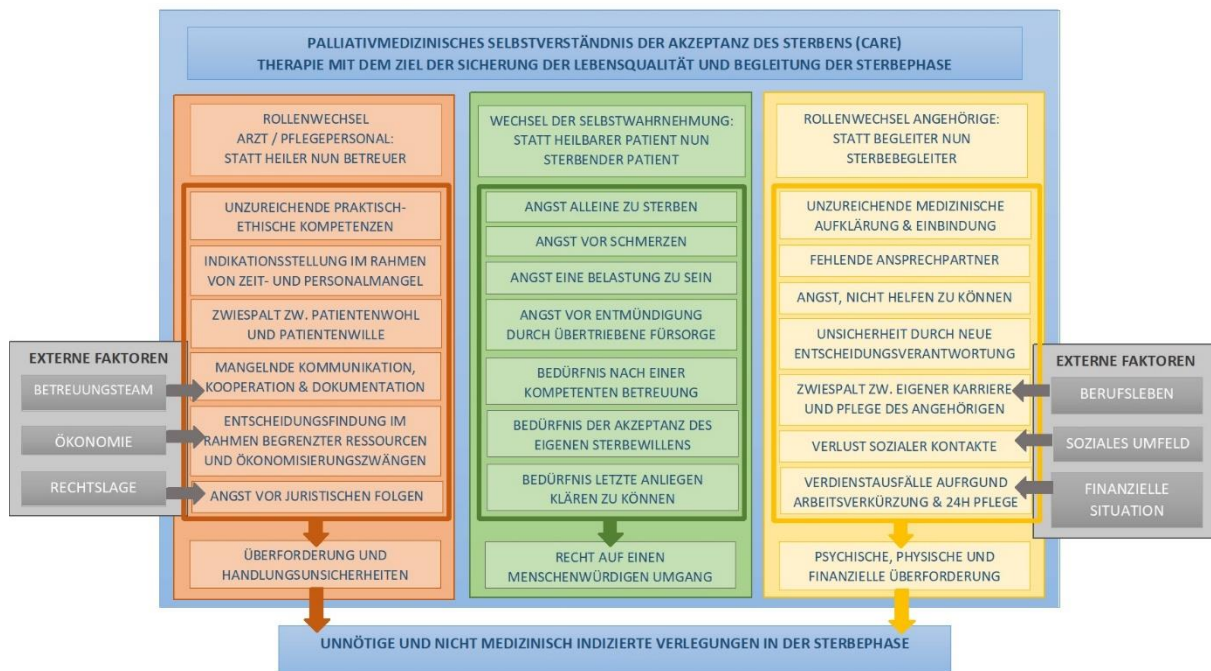 PALLIATIVMEDIZINISCHES SELBSTVERSTÄNDNIS DER AKZEPTANZ DES STERBENS (CARE)
THERAPIE MIT DEM ZIEL DER SICHERUNG DER LEBENSQUALITÄT UND BEGLEITUNG DER STERBEPHASE
ROLLENWECHSEL
ARZT / PFLEGEPERSONAL:
STATT HEILER NUN BETREUER
UNZUREICHENDE PRAKTISCH-
ETHISCHE KOMPETENZEN
INDIKATIONSSTELLUNG IM RAHMEN
VON ZEIT- UND PERSONALMANGEL
ZWIESPALT ZW. PATIENTENWOHL
UND PATIENTENWILLE
MANGELNDE KOMMUNIKATION,
KOOPERATION & DOKUMENTATION
ENTSCHEIDUNGSFINDUNG IM
RAHMEN BEGRENZTER RESSOURCEN
UND ÖKONOMISIERUNGSZWÄNGEN
ANGST VOR JURISTISCHEN FOLGEN
ÜBERFORDERUNG UND
HANDLUNGSUNSICHERHEITEN
EXTERNE FAKTOREN
BETREUUNGSTEAM
ÖKONOMIE
RECHTSLAGE
WECHSEL DER SELBSTWAHRNEHMUNG:
STATT HEILBARER PATIENT NUN
STERBENDER PATIENT
ANGST ALLEINE ZU STERBEN
ANGST VOR SCHMERZEN
ANGST EINE BELASTUNG ZU SEIN
ANGST VOR ENTMÜNDIGUNG
DURCH ÜBERTRIEBENE FÜRSORGE
BEDÜRFNIS NACH EINER
KOMPETENTEN BETREUUNG
BEDÜRFNIS DER AKZEPTANZ DES
EIGENEN STERBEWILLENS
BEDÜRFNIS LETZTE ANLIEGEN
KLÄREN ZU KÖNNEN
RECHT AUF EINEN
MENSCHENWÜRDIGEN UMGANG
ROLLENWECHSEL ANGEHÖRIGE:
STATT BEGLEITER NUN
STERBEBEGLEITER
UNZUREICHENDE MEDIZINISCHE
AUFKLÄRUNG & EINBINDUNG
FEHLENDE ANSPRECHPARTNER
ANGST, NICHT HELFEN ZU KÖNNEN
UNSICHERHEIT DURCH NEUE
ENTSCHEIDUNGSVERANTWORTUNG
ZWIESPALT ZW. EIGENER KARRIERE
UND PFLEGE DES ANGEHÖRIGEN
VERLUST SOZIALER KONTAKTE
VERDIENSTAUSFÄLLE AUFRGUND
ARBEITSVERKÜRZUNG & 24H PFLEGE
PSYCHISCHE, PHYSISCHE UND
FINANZIELLE ÜBERFORDERUNG
EXTERNE FAKTOREN
BERUFSLEBEN
SOZIALES UMFELD
FINANZIELLE
SITUATION
UNNÖTIGE UND NICHT MEDIZINISCH INDIZIERTE VERLEGUNGEN IN DER STERBEPHASE